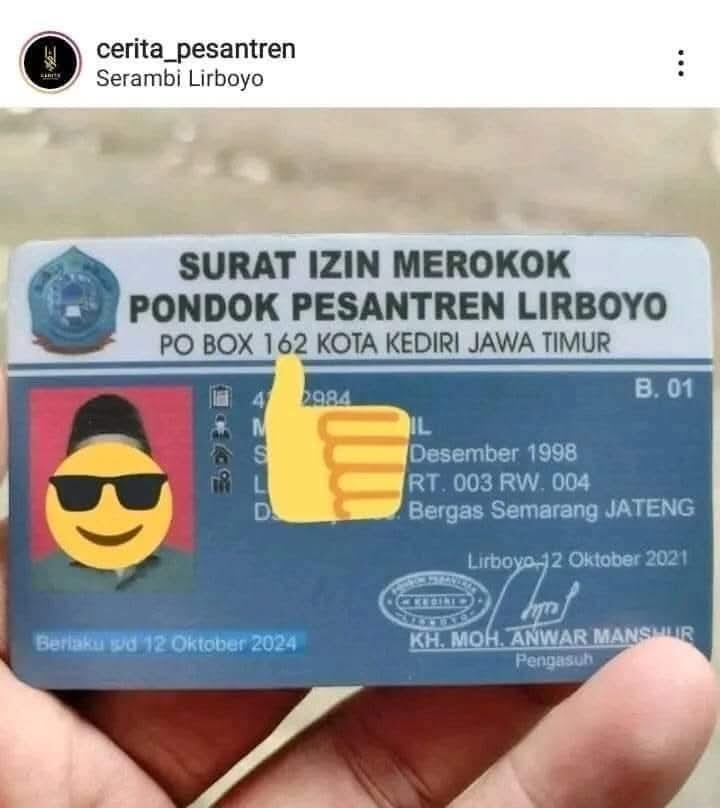 cerita_pesantren
Serambi Lirboyo
SURAT IZIN MEROKOK
PONDOK PESANTREN LIRBOYO
PO BOX 162 KOTA KEDIRI JAWA TIMUR
B. 01
2984
IL
Desember 1998
RT. 003 RW. 004
Bergas Semarang JATENG
Lirboyo, 12 Oktober 2021
KEDIRI
KH. MOH. ANWAR MANSHUR
Pengasuh
Berlaku s/d 12 Oktober 2024